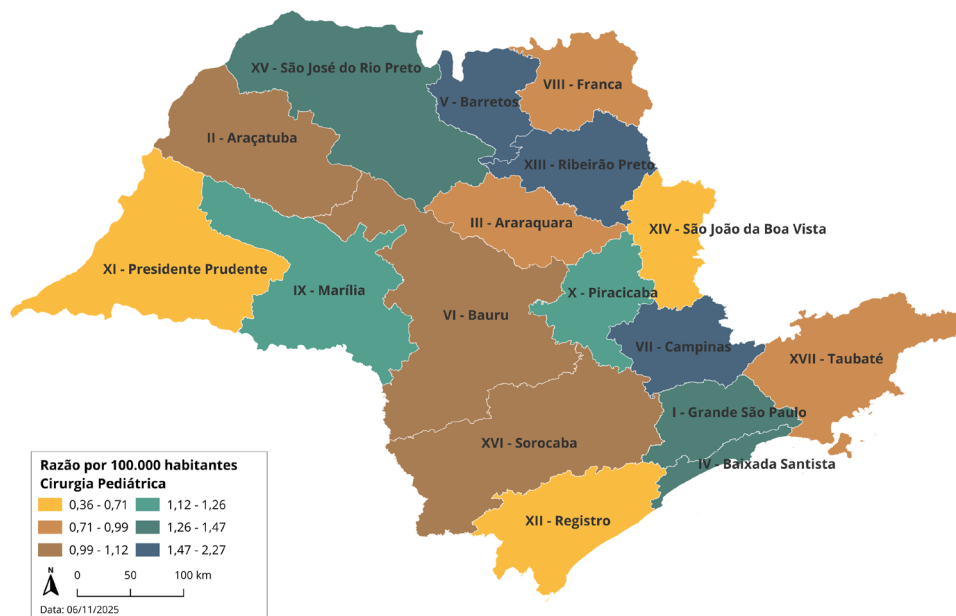 XV - São José do Rio Preto
VIII - Franca
V - Barretos
II - Araçatuba
XIII - Ribeirão Preto
III - Araraquara
XIV - São João da Boa Vista
XI - Presidente Prudente
IX - Marília
X - Piracicaba
VI - Bauru
VII - Campinas
XVII - Taubaté
I - Grande São Paulo
XVI - Sorocaba
IV - Baixada Santista
XII - Registro
Razão por 100.000 habitantes
Cirurgia Pediátrica
0,36 - 0,71 1,12 - 1,26
0,71 - 0,99 1,26 - 1,47
0,99 - 1,12 1,47 - 2,27
N
0 50 100 km
Data: 06/11/2025